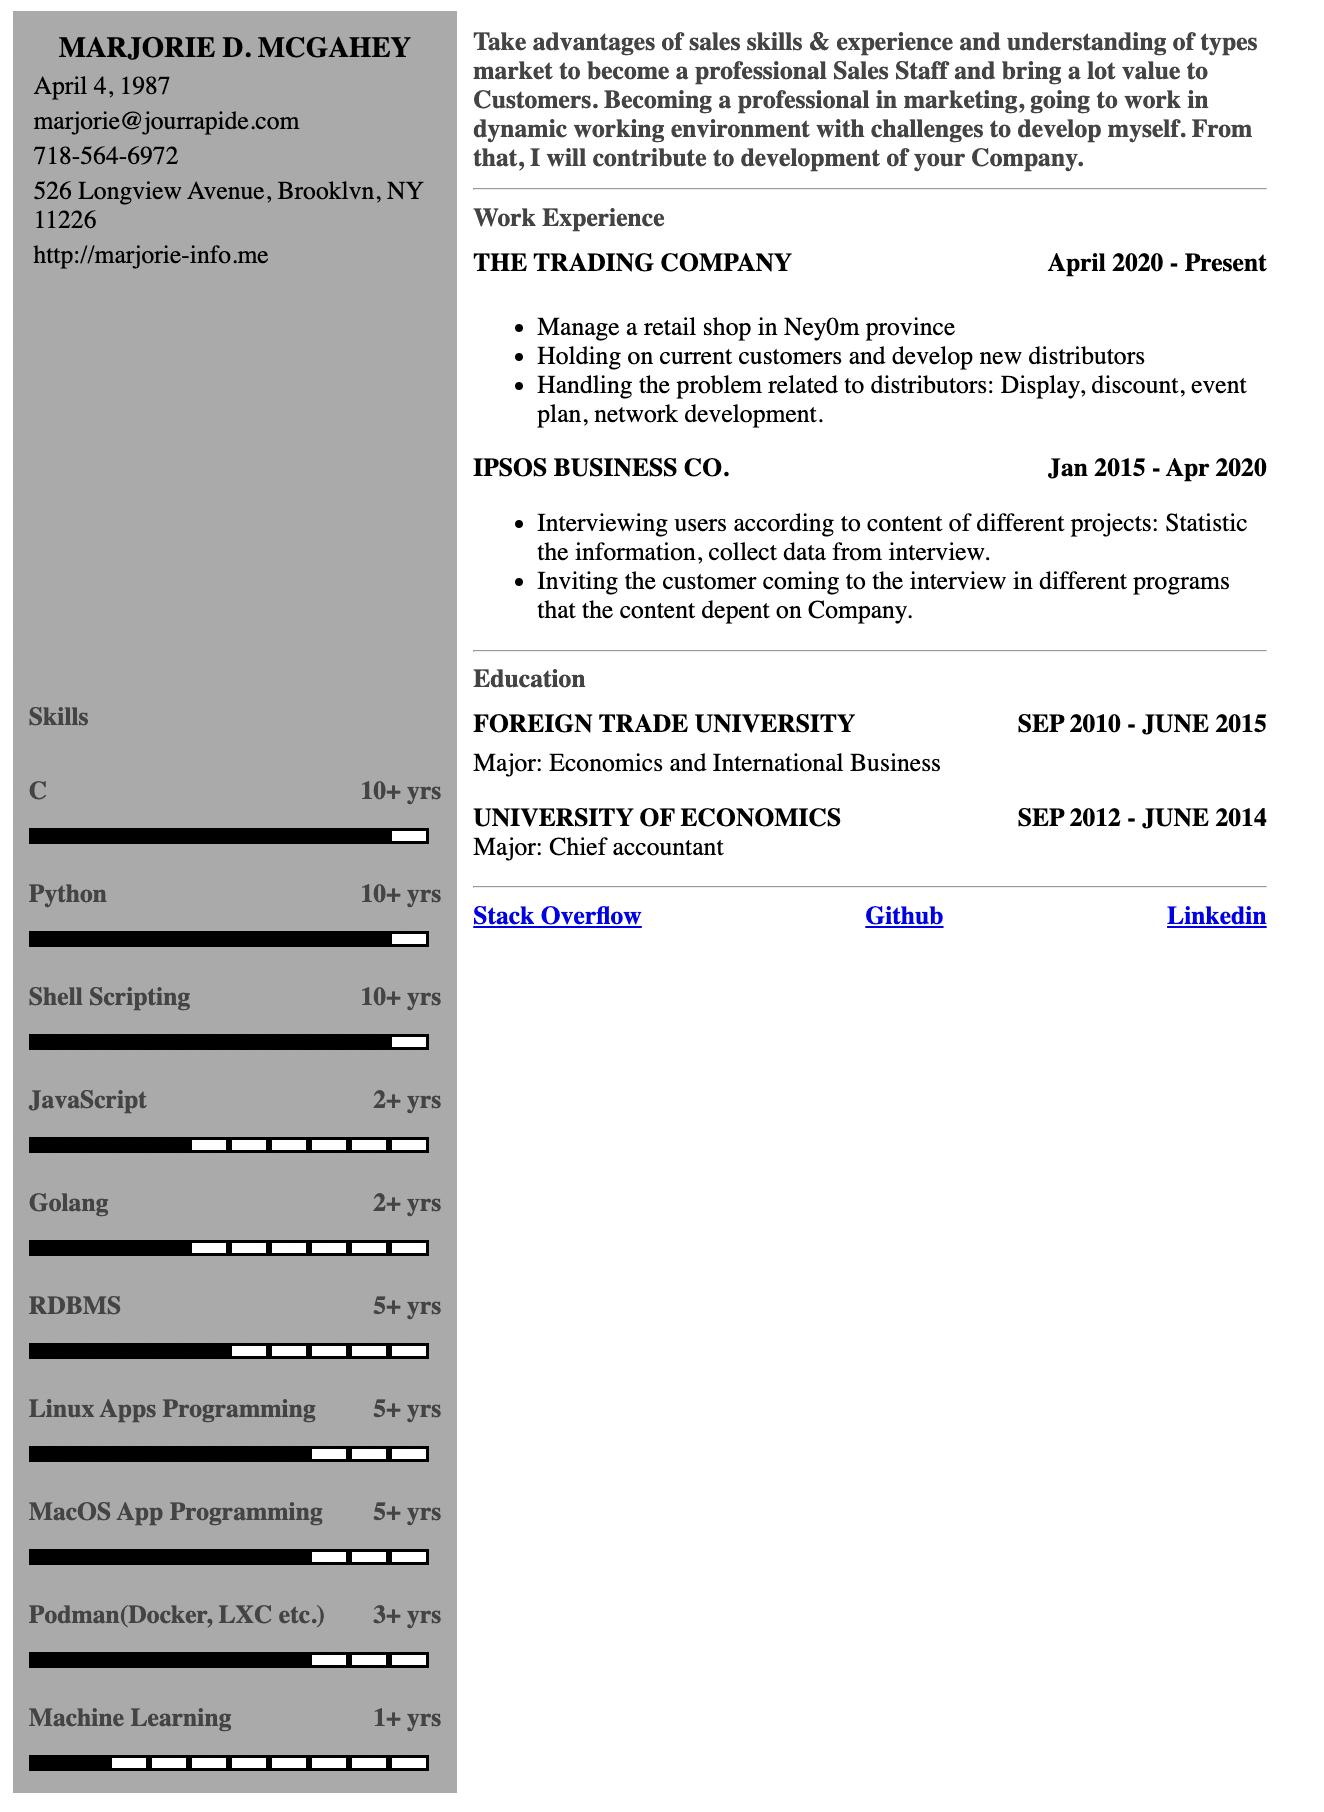 MARJORIE D. MCGAHEY
April 4, 1987
marjorie@jourrapide.com
718-564-6972
526 Longview Avenue, Brooklvn, NY
11226
http://marjorie-info.me
Skills
C 10+ yrs
Python 10+ yrs
Shell Scripting 10+ yrs
JavaScript 2+ yrs
Golang 2+ yrs
RDBMS 5+ yrs
Linux Apps Programming 5+ yrs
MacOS App Programming 5+ yrs
Podman(Docker, LXC etc.) 3+ yrs
Machine Learning 1+ yrs
Take advantages of sales skills & experience and understanding of types
market to become a professional Sales Staff and bring a lot value to
Customers. Becoming a professional in marketing, going to work in
dynamic working environment with challenges to develop myself. From
that, I will contribute to development of your Company.
Work Experience
THE TRADING COMPANY April 2020 - Present
• Manage a retail shop in Ney0m province
• Holding on current customers and develop new distributors
• Handling the problem related to distributors: Display, discount, event
plan, network development.
IPSOS BUSINESS CO. Jan 2015 - Apr 2020
• Interviewing users according to content of different projects: Statistic
the information, collect data from interview.
• Inviting the customer coming to the interview in different programs
that the content depent on Company.
Education
FOREIGN TRADE UNIVERSITY SEP 2010 - JUNE 2015
Major: Economics and International Business
UNIVERSITY OF ECONOMICS SEP 2012 - JUNE 2014
Major: Chief accountant
Stack Overflow Github Linkedin